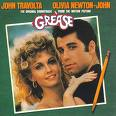 JOHN TRAVOLTA OLIVIA NEWTON-JOHN
THE ORIGINAL SOUNDTRACK FROM THE MOTION PICTURE
GREASE